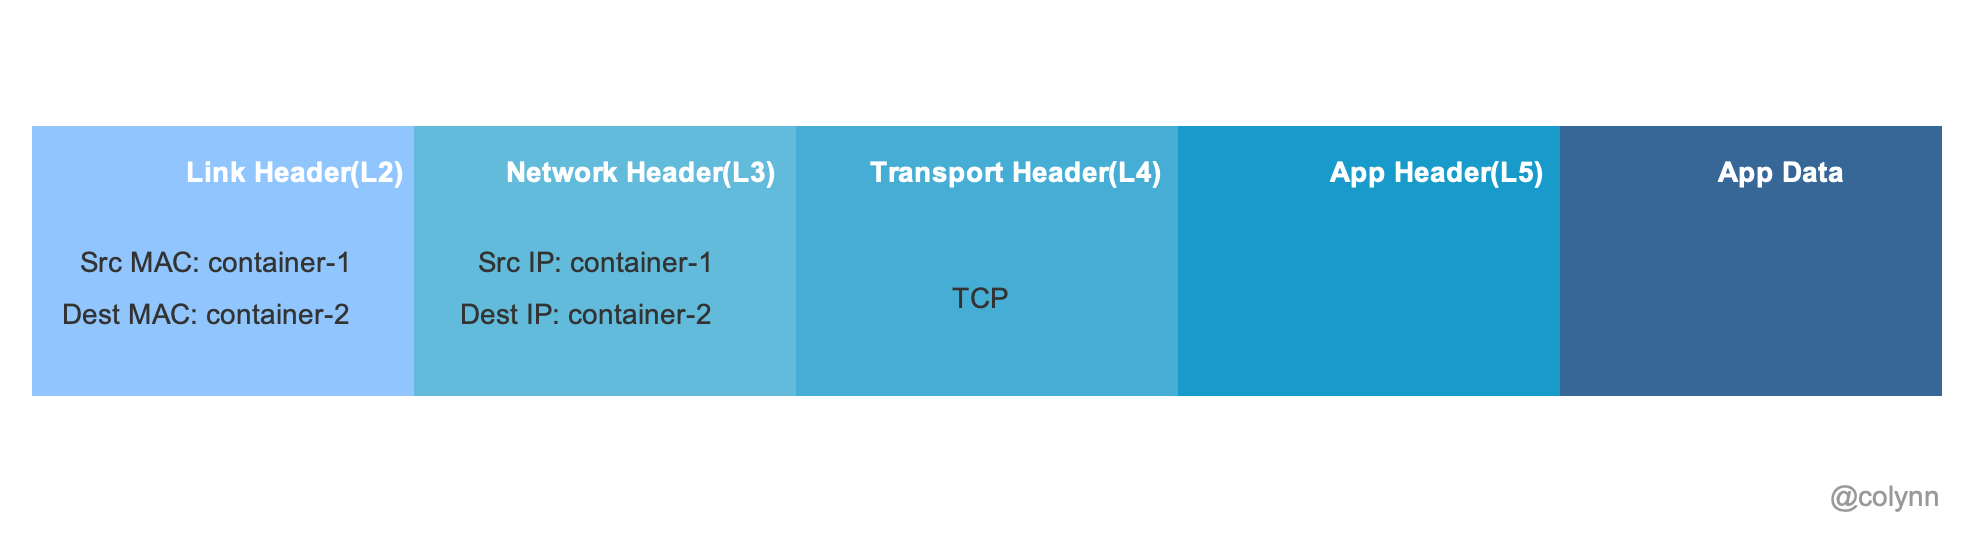 Link Header(L2)
Network Header(L3)
Transport Header(L4)
App Header(L5)
App Data
Src MAC: container-1
Dest MAC: container-2
Src IP: container-1
Dest IP: container-2
TCP
@colynn